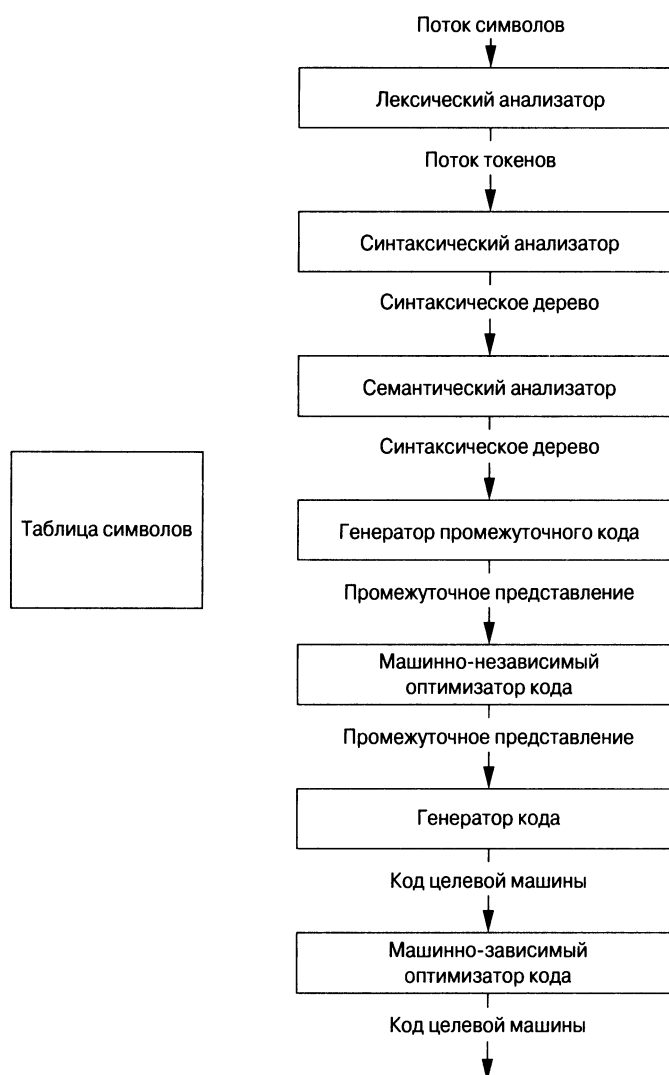 Поток символов
Лексический анализатор
Поток токенов
Синтаксический анализатор
Синтаксическое дерево
Семантический анализатор
Синтаксическое дерево
Таблица символов
Генератор промежуточного кода
Промежуточное представление
Машинно-независимый
оптимизатор кода
Промежуточное представление
Генератор кода
Код целевой машины
Машинно-зависимый
оптимизатор кода
Код целевой машины